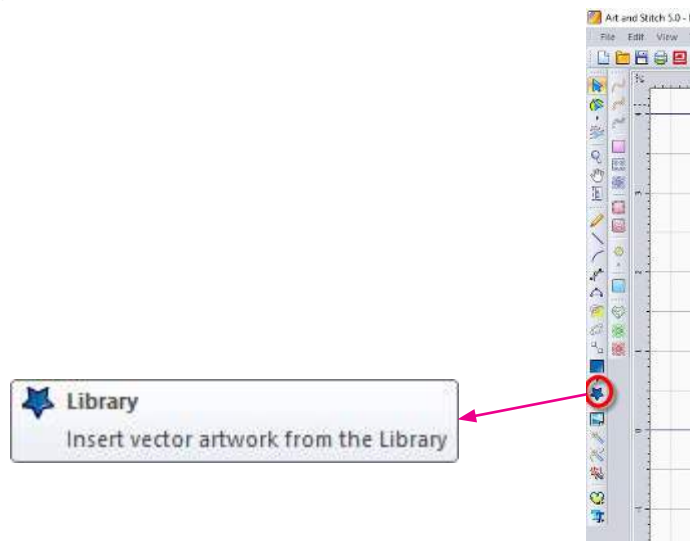 Art and Stitch 5.0 -
File Edit View
Library
Insert vector artwork from the Library